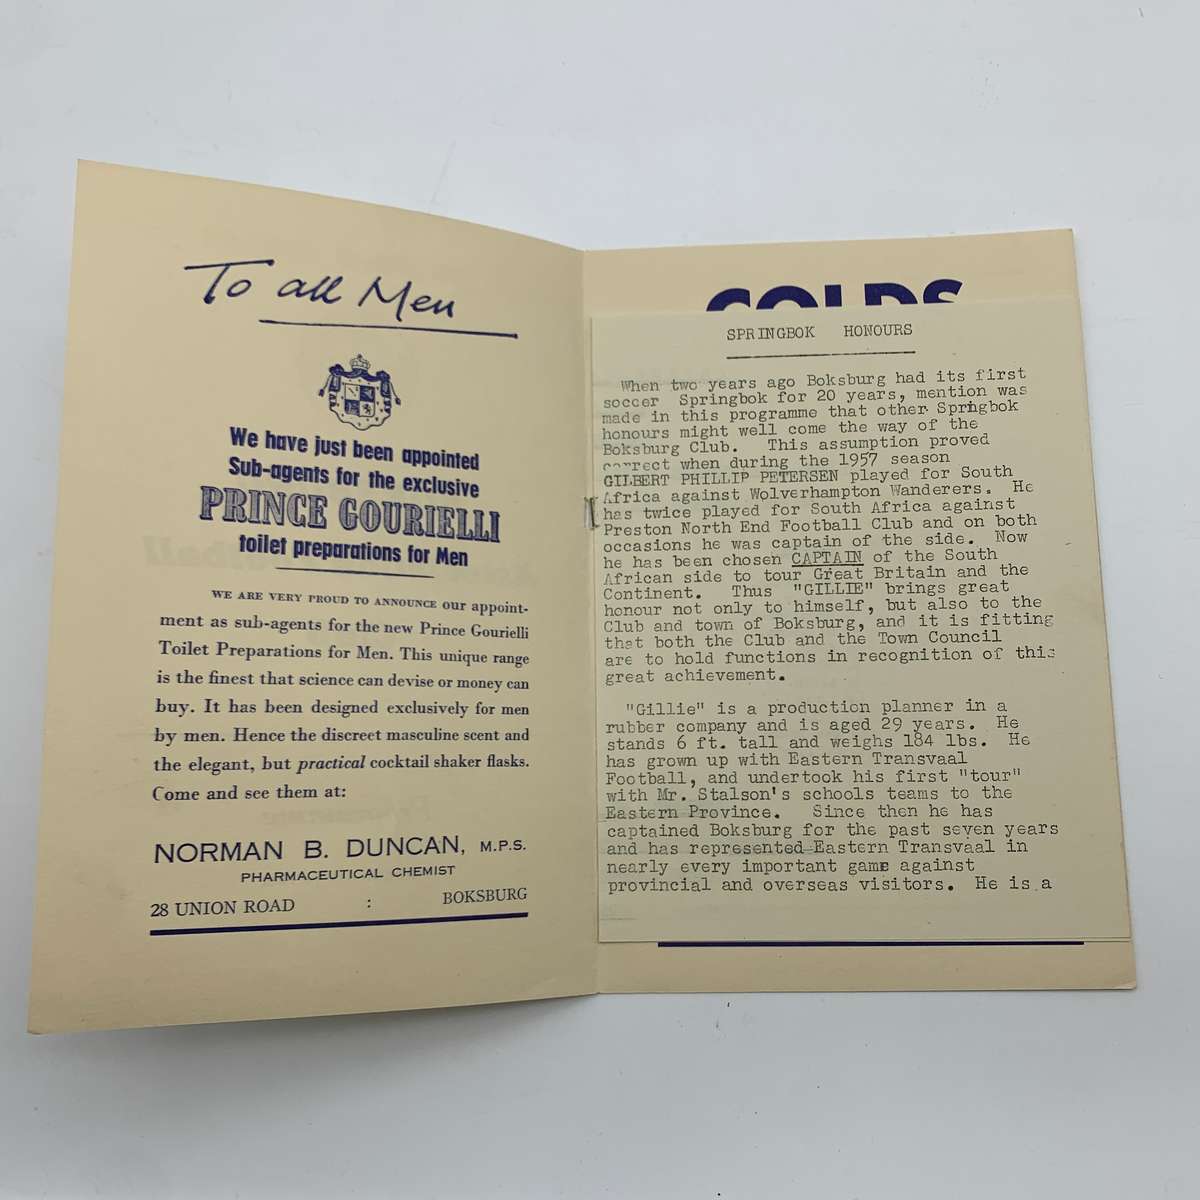 To all Men
We have just been appointed
Sub-agents for the exclusive
PRINCE GOURIELLI
toilet preparations for Men
WE ARE VERY PROUD TO ANNOUNCE our appoint-
ment as sub-agents for the new Prince Gourielli
Toilet Preparations for Men. This unique range
is the finest that science can devise or money can
buy. It has been designed exclusively for men
by men. Hence the discreet masculine scent and
the elegant, but practical cocktail shaker flasks.
Come and see them at:
NORMAN B. DUNCAN, M.P.S.
PHARMACEUTICAL CHEMIST
28 UNION ROAD : BOKSBURG
COLDS
SPRINGBOK HONOURS
When two years ago Boksburg had its first
soccer Springbok for 20 years, mention was
made in this programme that other Springbok
honours might well come the way of the
Boksburg Club. This assumption proved
correct when during the 1957 season
GILBERT PHILLIP PETERSEN played for South
Africa against Wolverhampton Wanderers. He
has twice played for South Africa against
Preston North End Football Club and on both
occasions he was captain of the side. Now
he has been chosen CAPTAIN of the South
African side to tour Great Britain and the
Continent. Thus "GILLIE" brings great
honour not only to himself, but also to the
Club and town of Boksburg, and it is fitting
that both the Club and the Town Council
are to hold functions in recognition of this
great achievement.
"Gillie" is a production planner in a
rubber company and is aged 29 years. He
stands 6 ft. tall and weighs 184 lbs. He
has grown up with Eastern Transvaal
Football, and undertook his first "tour"
with Mr. Stalson's schools teams to the
Eastern Province. Since then he has
captained Boksburg for the past seven years
and has represented Eastern Transvaal in
nearly every important game against
provincial and overseas visitors. He is a